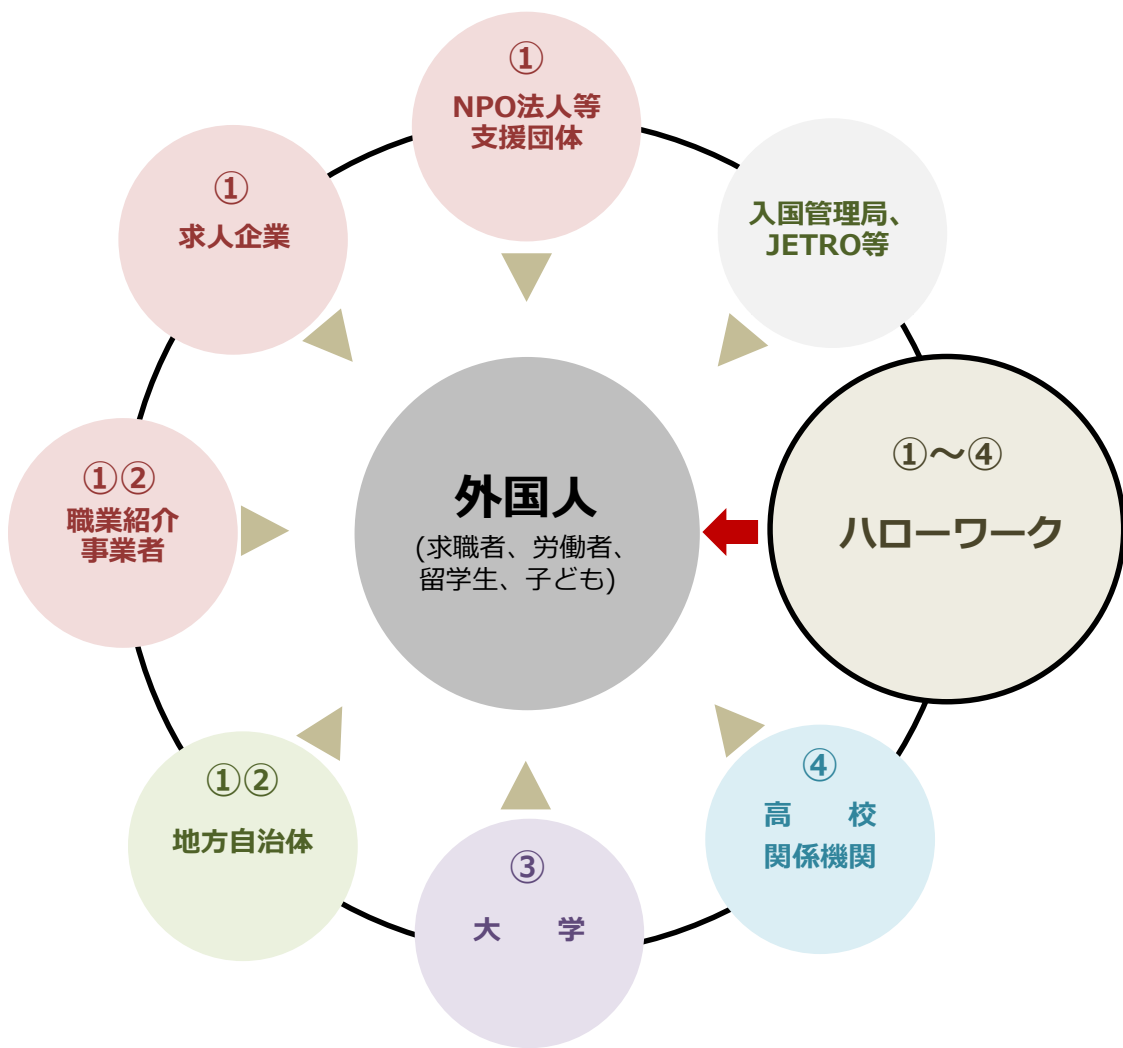 ①
NPO法人等
支援団体
入国管理局、
JETRO等
①～④
ハローワーク
④
高　　校
関係機関
③
大　　学
①②
地方自治体
①②
職業紹介
事業者
①
求人企業
外国人
(求職者、労働者、
留学生、子ども)